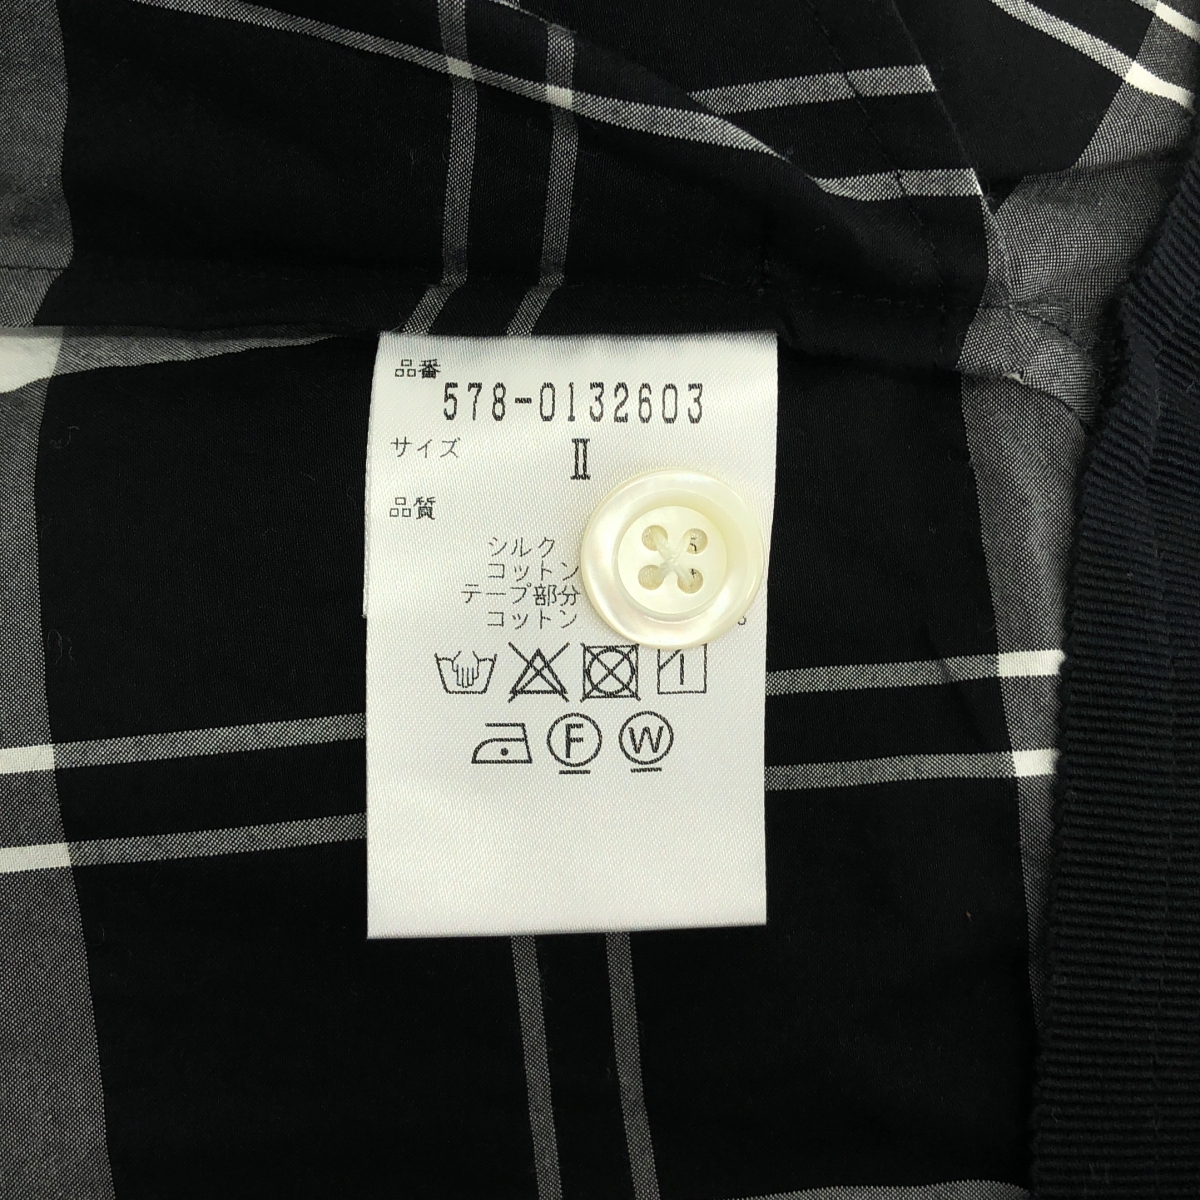 品番
578-0132603
サイズ
II
品質
シルク
コットン
テープ部分
コットン
F W